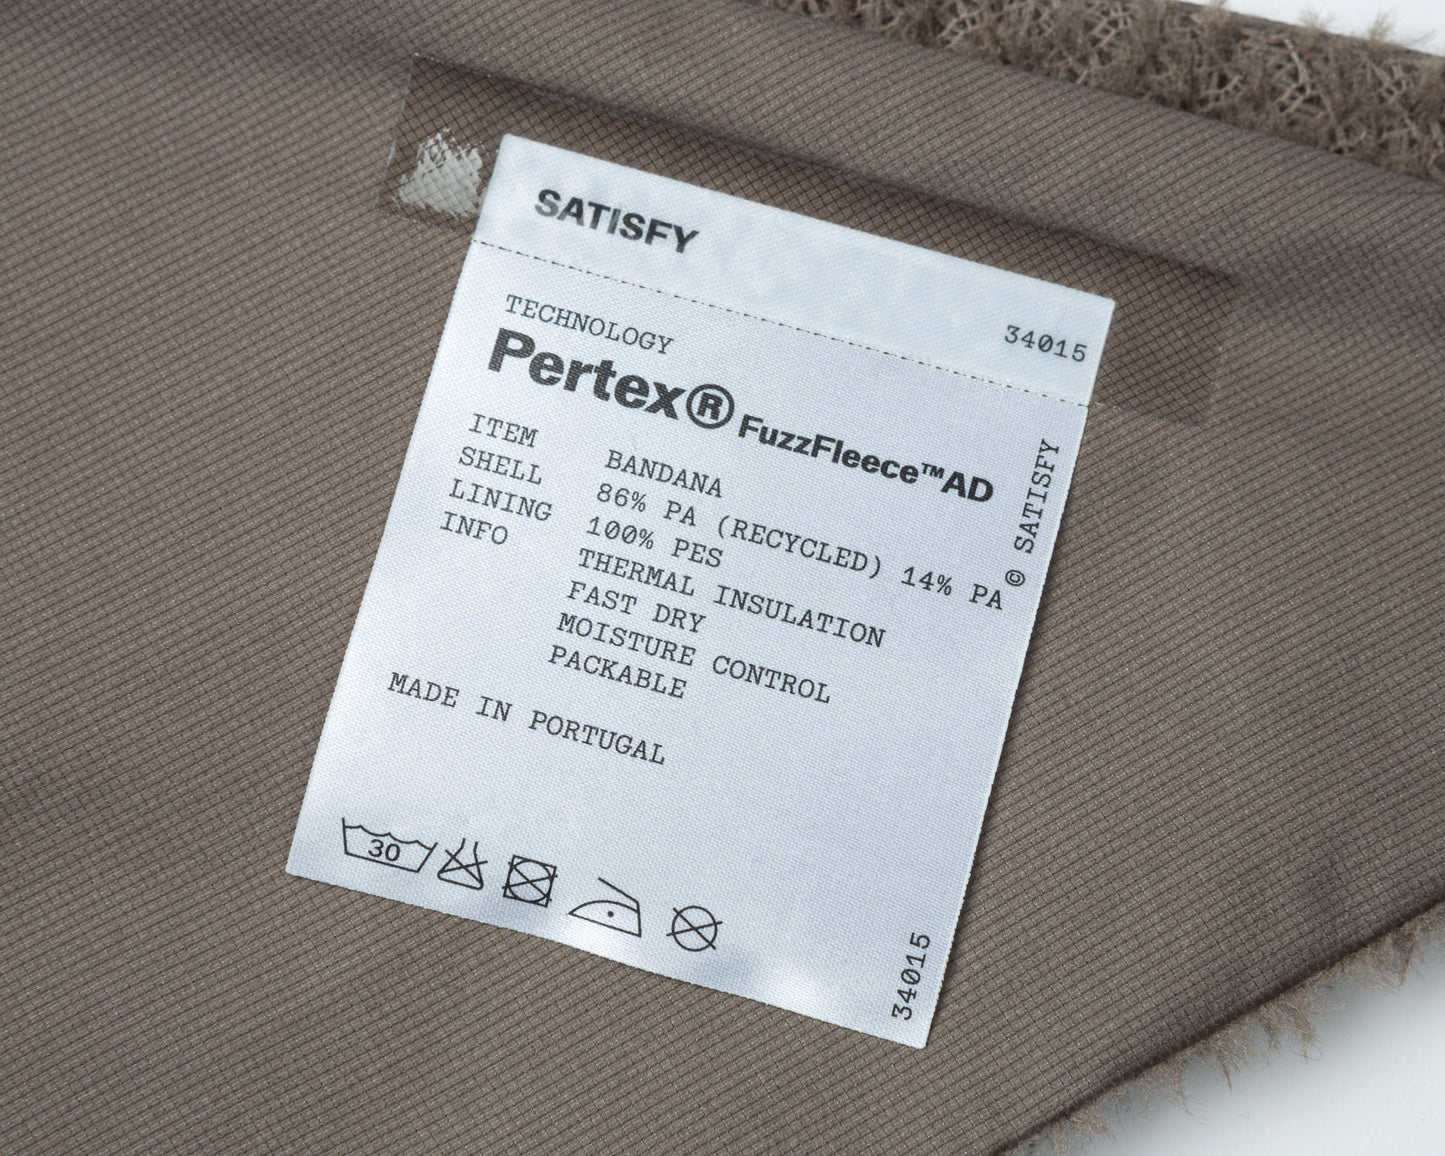 SATISFY
34015
TECHNOLOGY
Pertex® FuzzFleece™AD
ITEM BANDANA
SHELL 86% PA (RECYCLED) 14% PA
LINING 100% PES
INFO THERMAL INSULATION
FAST DRY
MOISTURE CONTROL
PACKABLE
MADE IN PORTUGAL
© SATISFY
30
34015